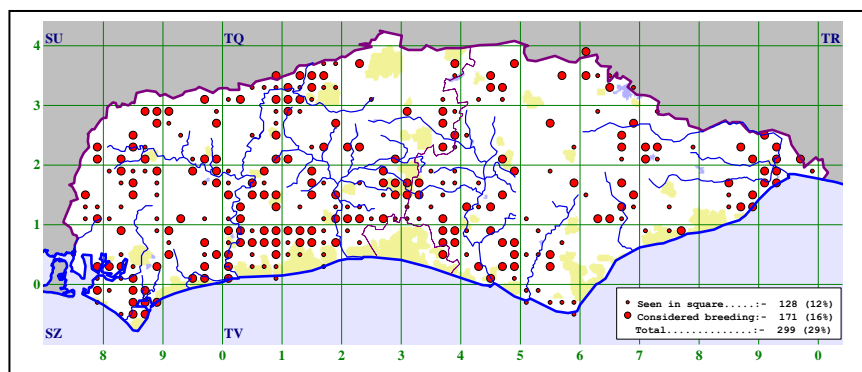 SU TQ TR
4
3
2
1
0
Seen in square.....:- 128 (12%)
Considered breeding:- 171 (16%)
Total..............:- 299 (29%)
SZ TV
8 9 0 1 2 3 4 5 6 7 8 9 0